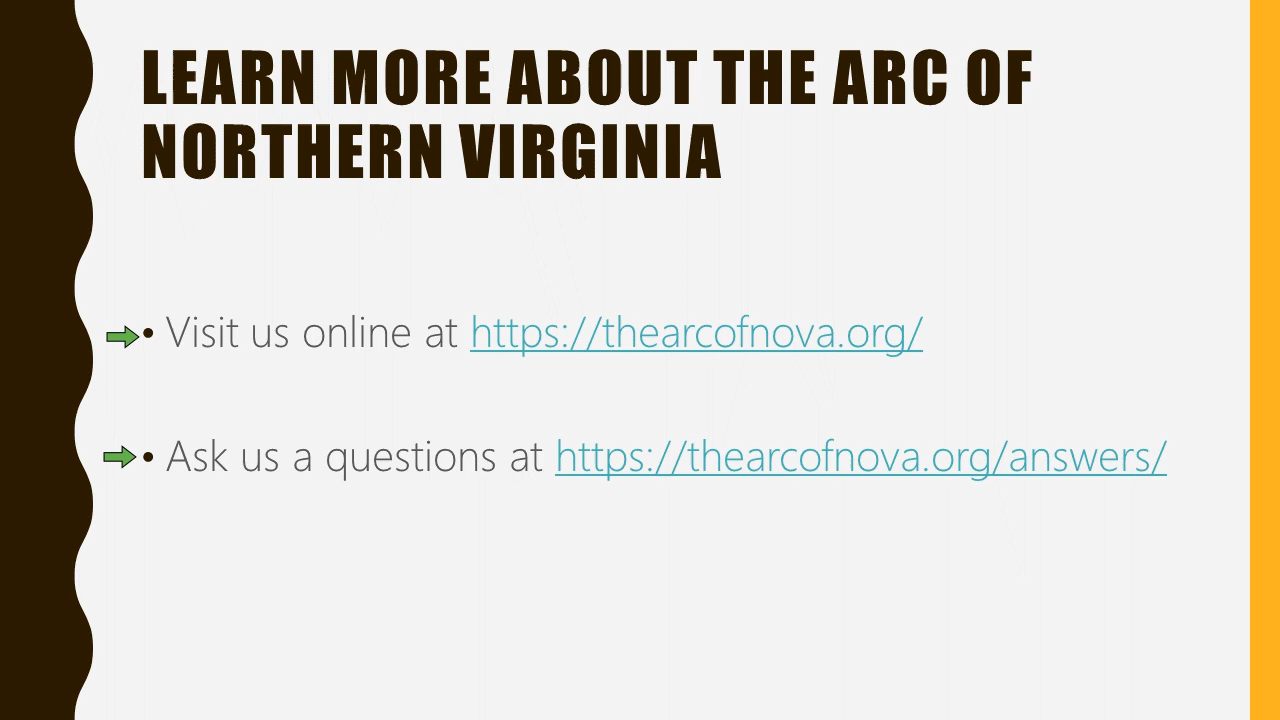 LEARN MORE ABOUT THE ARC OF
NORTHERN VIRGINIA
• Visit us online at https://thearcofnova.org/
• Ask us a questions at https://thearcofnova.org/answers/